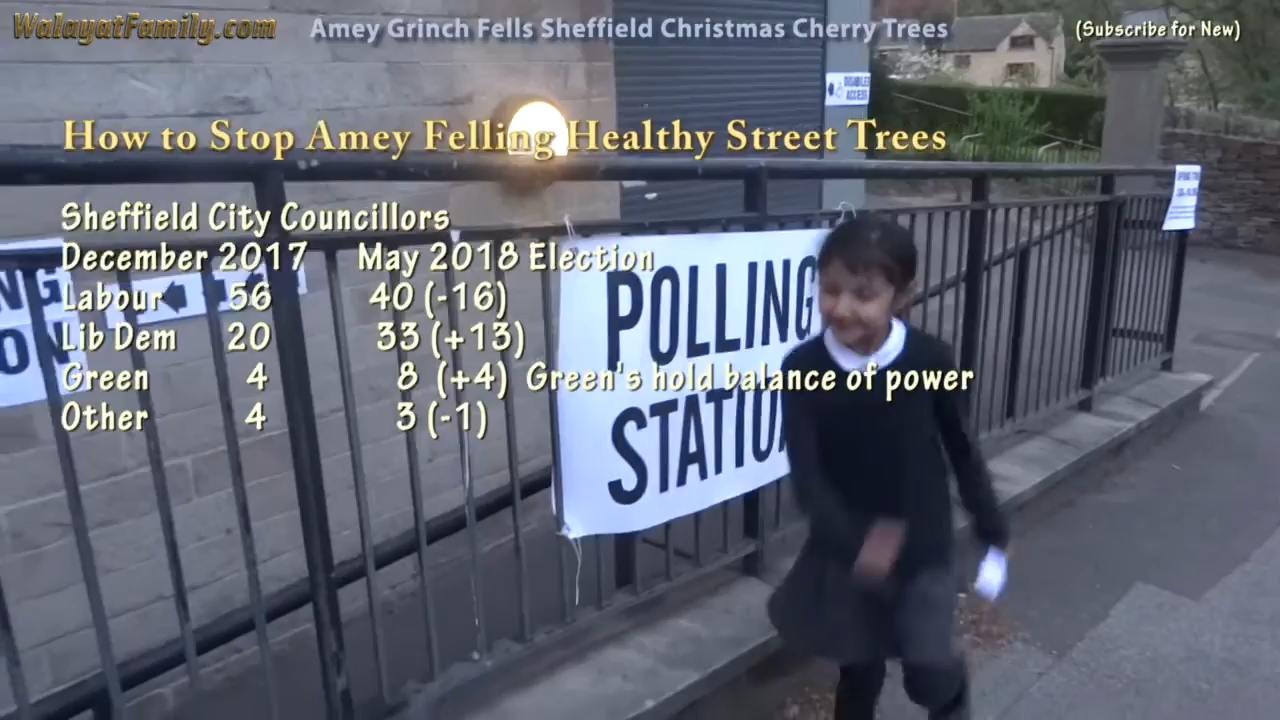 WalayatFamily.com
Amey Grinch Fells Sheffield Christmas Cherry Trees
(Subscribe for New)
DISABLED
ACCESS
How to Stop Amey Felling Healthy Street Trees
Sheffield City Councillors
December 2017 May 2018 Election
Labour 56 40 (-16)
Lib Dem 20 33 (+13)
Green 4 8 (+4) Green's hold balance of power
Other 4 3 (-1)
POLLING
STATION